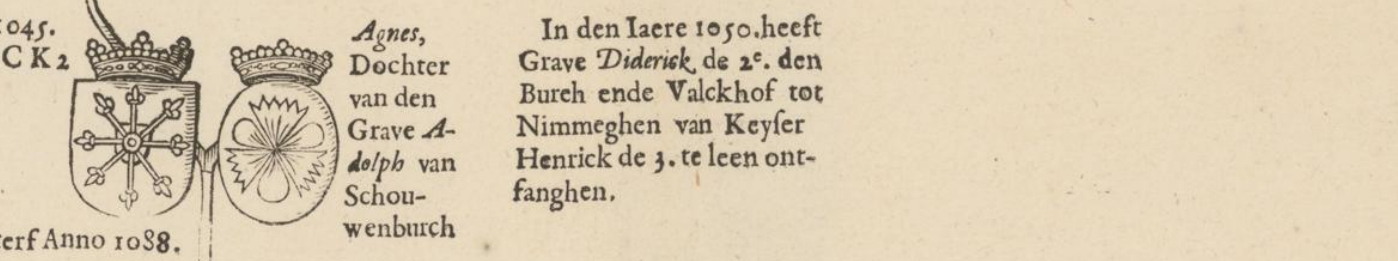 1045.
CK2
erf Anno 1088.
Agnes,
Dochter
van den
Grave A-
dolph van
Schou-
wenburch
In den Iaere 1050. heeft
Grave Diderick de 2e. den
Burch ende Valckhof tot
Nimmeghen van Keyſer
Henrick de 3. te leen ont-
fanghen.